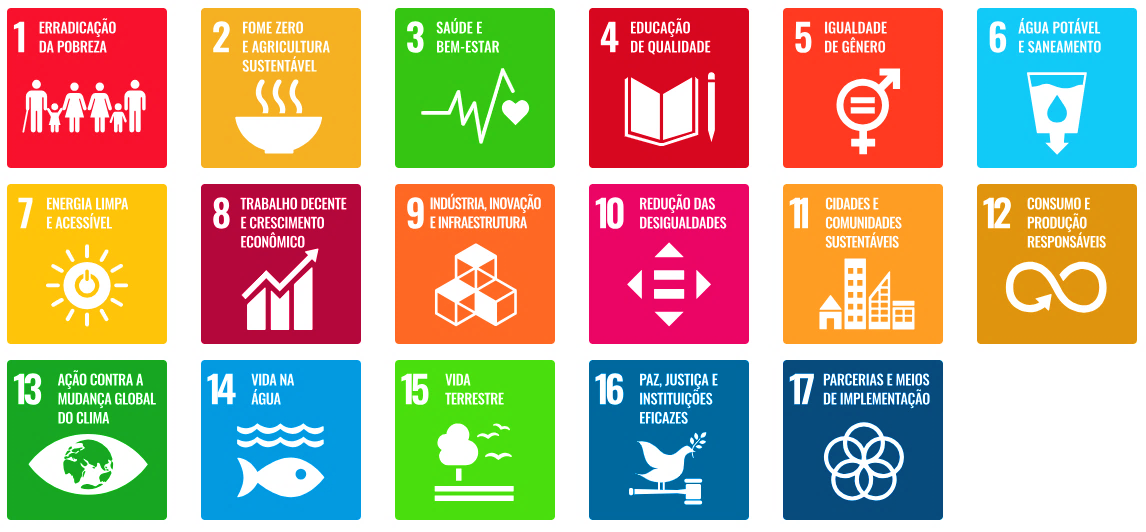 1 ERRADICAÇÃO
DA POBREZA
2 FOME ZERO
E AGRICULTURA
SUSTENTÁVEL
3 SAÚDE E
BEM-ESTAR
4 EDUCAÇÃO
DE QUALIDADE
5 IGUALDADE
DE GÊNERO
6 ÁGUA POTÁVEL
E SANEAMENTO
7 ENERGIA LIMPA
E ACESSÍVEL
8 TRABALHO DECENTE
E CRESCIMENTO
ECONÔMICO
9 INDÚSTRIA, INOVAÇÃO
E INFRAESTRUTURA
10 REDUÇÃO DAS
DESIGUALDADES
11 CIDADES E
COMUNIDADES
SUSTENTÁVEIS
12 CONSUMO E
PRODUÇÃO
RESPONSÁVEIS
13 AÇÃO CONTRA A
MUDANÇA GLOBAL
DO CLIMA
14 VIDA NA
ÁGUA
15 VIDA
TERRESTRE
16 PAZ, JUSTIÇA E
INSTITUIÇÕES
EFICAZES
17 PARCERIAS E MEIOS
DE IMPLEMENTAÇÃO